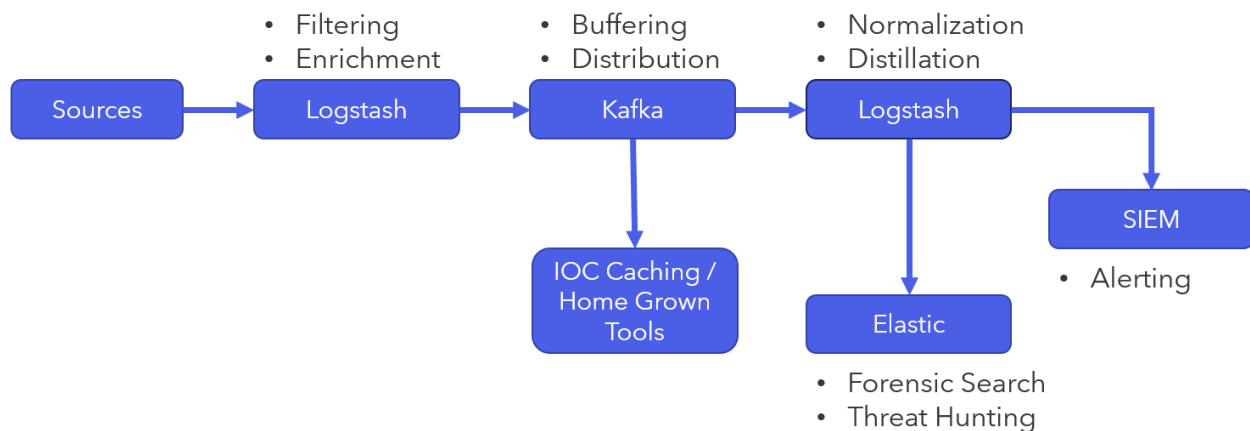 • Filtering
• Enrichment
• Buffering
• Distribution
• Normalization
• Distillation
Sources
Logstash
Kafka
Logstash
SIEM
• Alerting
IOC Caching /
Home Grown
Tools
Elastic
• Forensic Search
• Threat Hunting